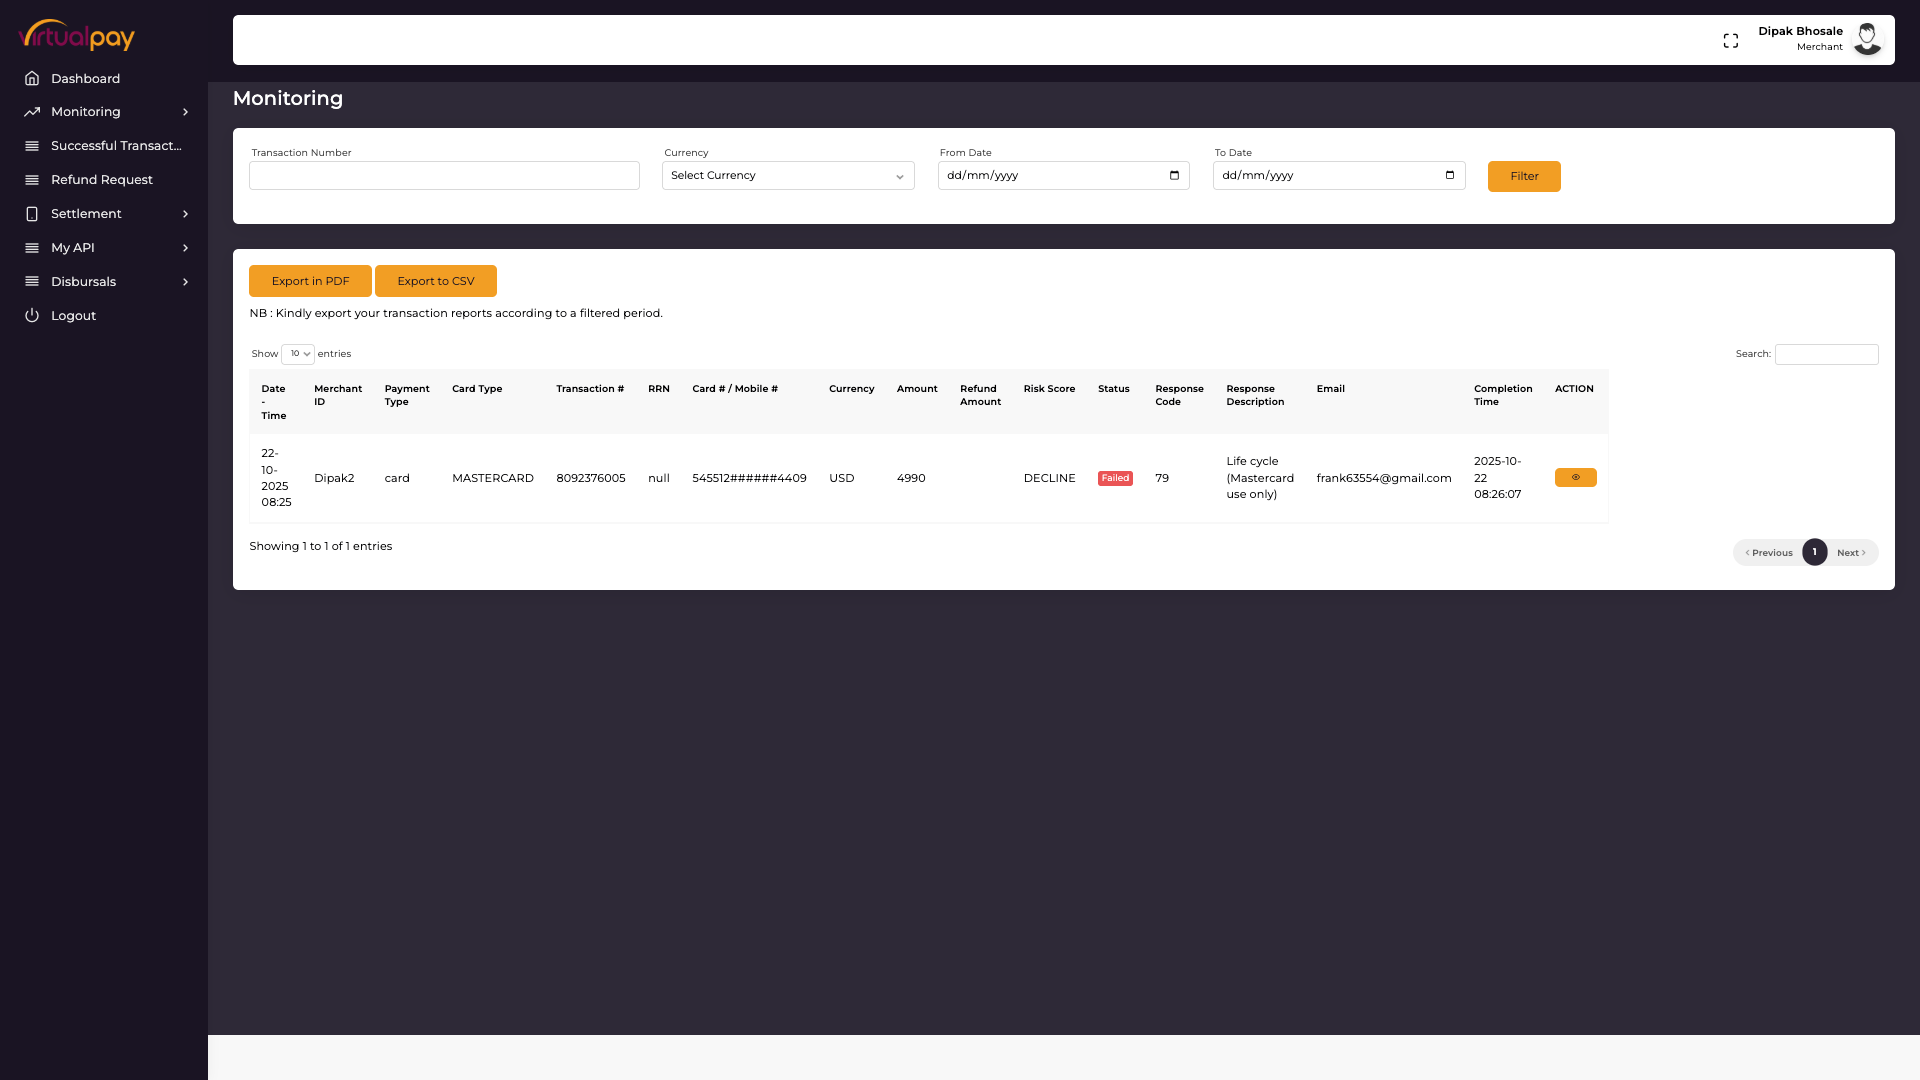 virtualpay
Dipak Bhosale
Merchant
Dashboard
Monitoring
Successful Transact...
Refund Request
Settlement
My API
Disbursals
Logout
Monitoring
Transaction Number
Currency
From Date
To Date
Select Currency
dd/mm/yyyy
dd/mm/yyyy
Filter
Export in PDF
Export to CSV
NB : Kindly export your transaction reports according to a filtered period.
Show 10 entries
Search:
Date - Time
Merchant ID
Payment Type
Card Type
Transaction #
RRN
Card # / Mobile #
Currency
Amount
Refund Amount
Risk Score
Status
Response Code
Response Description
Email
Completion Time
ACTION
22-10-2025 08:25
Dipak2
card
MASTERCARD
8092376005
null
545512######4409
USD
4990
DECLINE
Failed
79
Life cycle (Mastercard use only)
frank63554@gmail.com
2025-10-22 08:26:07
Showing 1 to 1 of 1 entries
Previous
1
Next